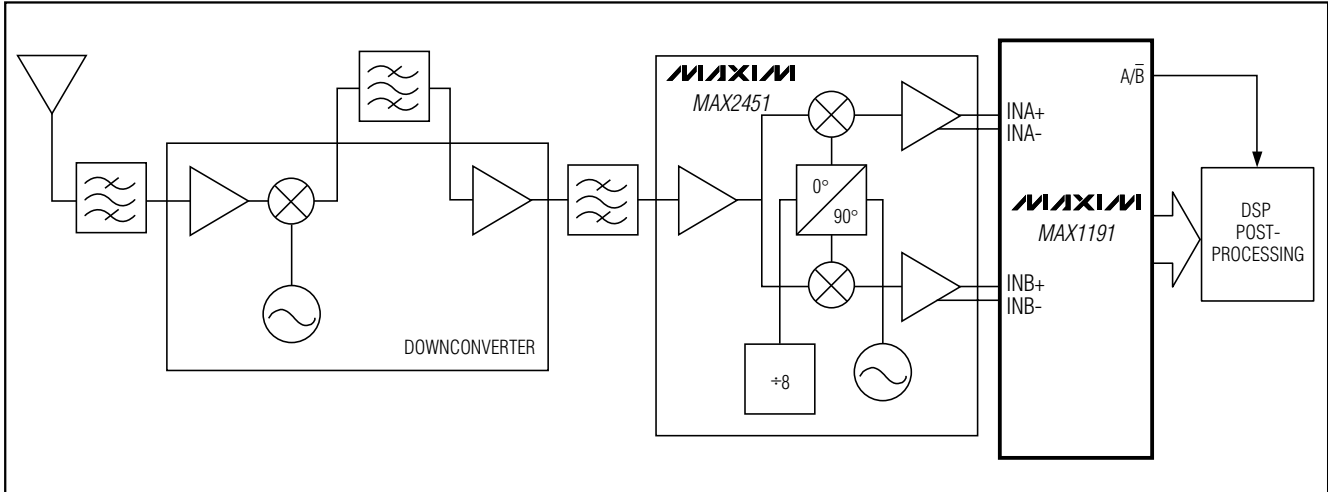 MAXIM
MAX2451
A/B̅
INA+
INA-
0°
90°
MAXIM
MAX1191
DSP
POST-
PROCESSING
INB+
INB-
DOWNCONVERTER
÷8